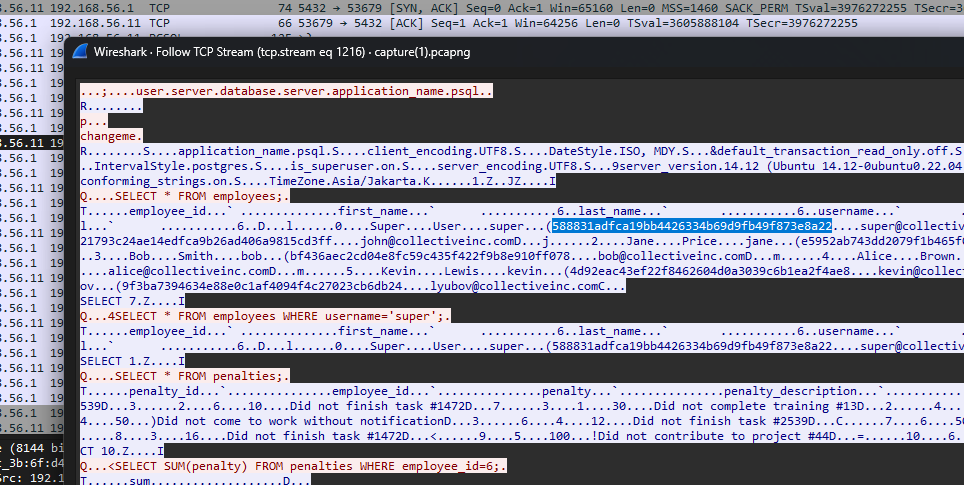 8.56.11 192.168.56.1 TCP 74 5432 → 53679 [SYN, ACK] Seq=0 Ack=1 Win=65160 Len=0 MSS=1460 SACK_PERM TSval=3976272255 TSecr=36
8.56.1 192.168.56.11 TCP 66 53679 → 5432 [ACK] Seq=1 Ack=1 Win=64256 Len=0 TSval=3605888104 TSecr=3976272255
Wireshark · Follow TCP Stream (tcp.stream eq 1216) · capture(1).pcapng
...;....user.server.database.server.application_name.psql..
R........
p...
changeme.
R........S....application_name.psql.S....client_encoding.UTF8.S....DateStyle.ISO, MDY.S...&default_transaction_read_only.off.S
..IntervalStyle.postgres.S....is_superuser.on.S....server_encoding.UTF8.S...9server_version.14.12 (Ubuntu 14.12-0ubuntu0.22.04
conforming_strings.on.S....TimeZone.Asia/Jakarta.K......1.Z..JZ....I
Q....SELECT * FROM employees;.
T......employee_id...` .............first_name...` ...........6..last_name...` ...........6..username...`
...........6..D...l......0....Super....User....super...(588831adfca19bb4426334b69d9fb49f873e8a22....super@collectiv
21793c24ae14edfca9b26ad406a9815cd3ff....john@collectiveinc.comD...j......2....Jane....Price....jane...(e5952ab743dd2079f1b465f
..3....Bob....Smith....bob...(bf436aec2cd04e8fc59c435f422f9b8e910ff078....bob@collectiveinc.comD...m......4....Alice....Brown.
....alice@collectiveinc.comD...m......5....Kevin....Lewis....kevin...(4d92eac43ef22f8462604d0a3039c6b1ea2f4ae8....kevin@collect
ov...(9f3ba7394634e88e0c1af4094f4c27023cb6db24....lyubov@collectiveinc.comC...
SELECT 7.Z....I
Q...4SELECT * FROM employees WHERE username='super';.
T......employee_id...` .............first_name...` ...........6..last_name...` ...........6..username...`
...........6..D...l......0....Super....User....super...(588831adfca19bb4426334b69d9fb49f873e8a22....super@collectiv
SELECT 1.Z....I
Q....SELECT * FROM penalties;.
T......penalty_id...`...............employee_id...`...............penalty...`...............penalty_description...`
539D...3......2....6....10....Did not finish task #1472D...7......3....1....30....Did not complete training #13D...2......4...
.4....50...)Did not come to work without notificationD...3......6....4....12....Did not finish task #2539D...C......7....6....5
.....8....3....16....Did not finish task #1472D...<......9....5....100...!Did not contribute to project #44D...=......10....6..
CT 10.Z....I
Q...<SELECT SUM(penalty) FROM penalties WHERE employee_id=6;.
T......sum..................D...
e (8144 bi
t_3b:6f:d4
Src: 192.1